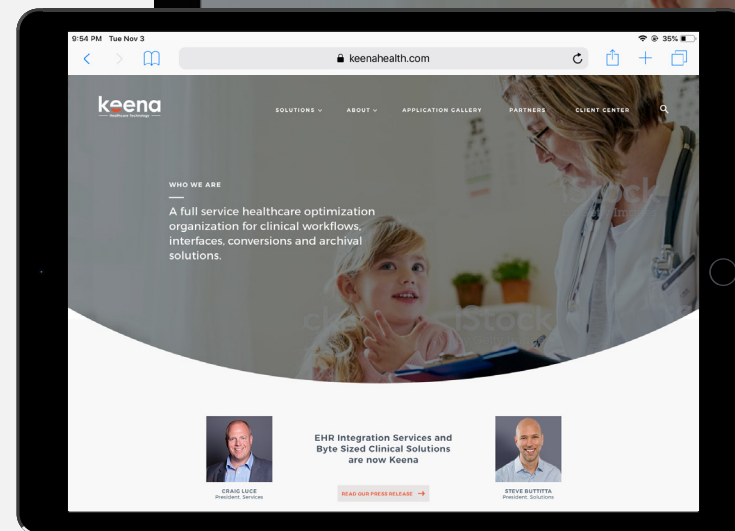 9:54 PM Tue Nov 3
35%
keenahealth.com
keena
Healthcare Technology
SOLUTIONS
ABOUT
APPLICATION GALLERY
PARTNERS
CLIENT CENTER
WHO WE ARE
A full service healthcare optimization
organization for clinical workflows,
interfaces, conversions and archival
solutions.
iStock
iStock
EHR Integration Services and
Byte Sized Clinical Solutions
are now Keena
READ OUR PRESS RELEASE →
CRAIG LUCE
President, Services
STEVE BUTTITTA
President, Solutions